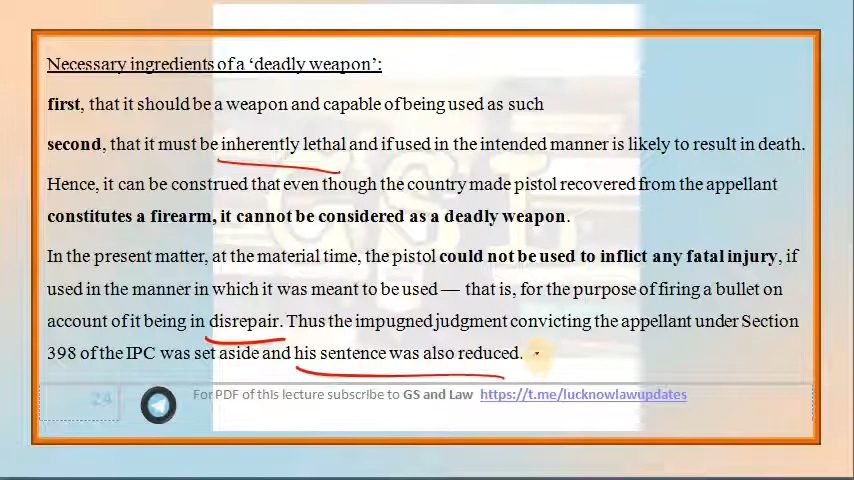 Necessary ingredients of a ‘deadly weapon’:
first, that it should be a weapon and capable of being used as such
second, that it must be inherently lethal and if used in the intended manner is likely to result in death.
Hence, it can be construed that even though the country made pistol recovered from the appellant
constitutes a firearm, it cannot be considered as a deadly weapon.
In the present matter, at the material time, the pistol could not be used to inflict any fatal injury, if
used in the manner in which it was meant to be used — that is, for the purpose of firing a bullet on
account of it being in disrepair. Thus the impugned judgment convicting the appellant under Section
398 of the IPC was set aside and his sentence was also reduced.
24
For PDF of this lecture subscribe to GS and Law https://t.me/lucknowlawupdates
GSL